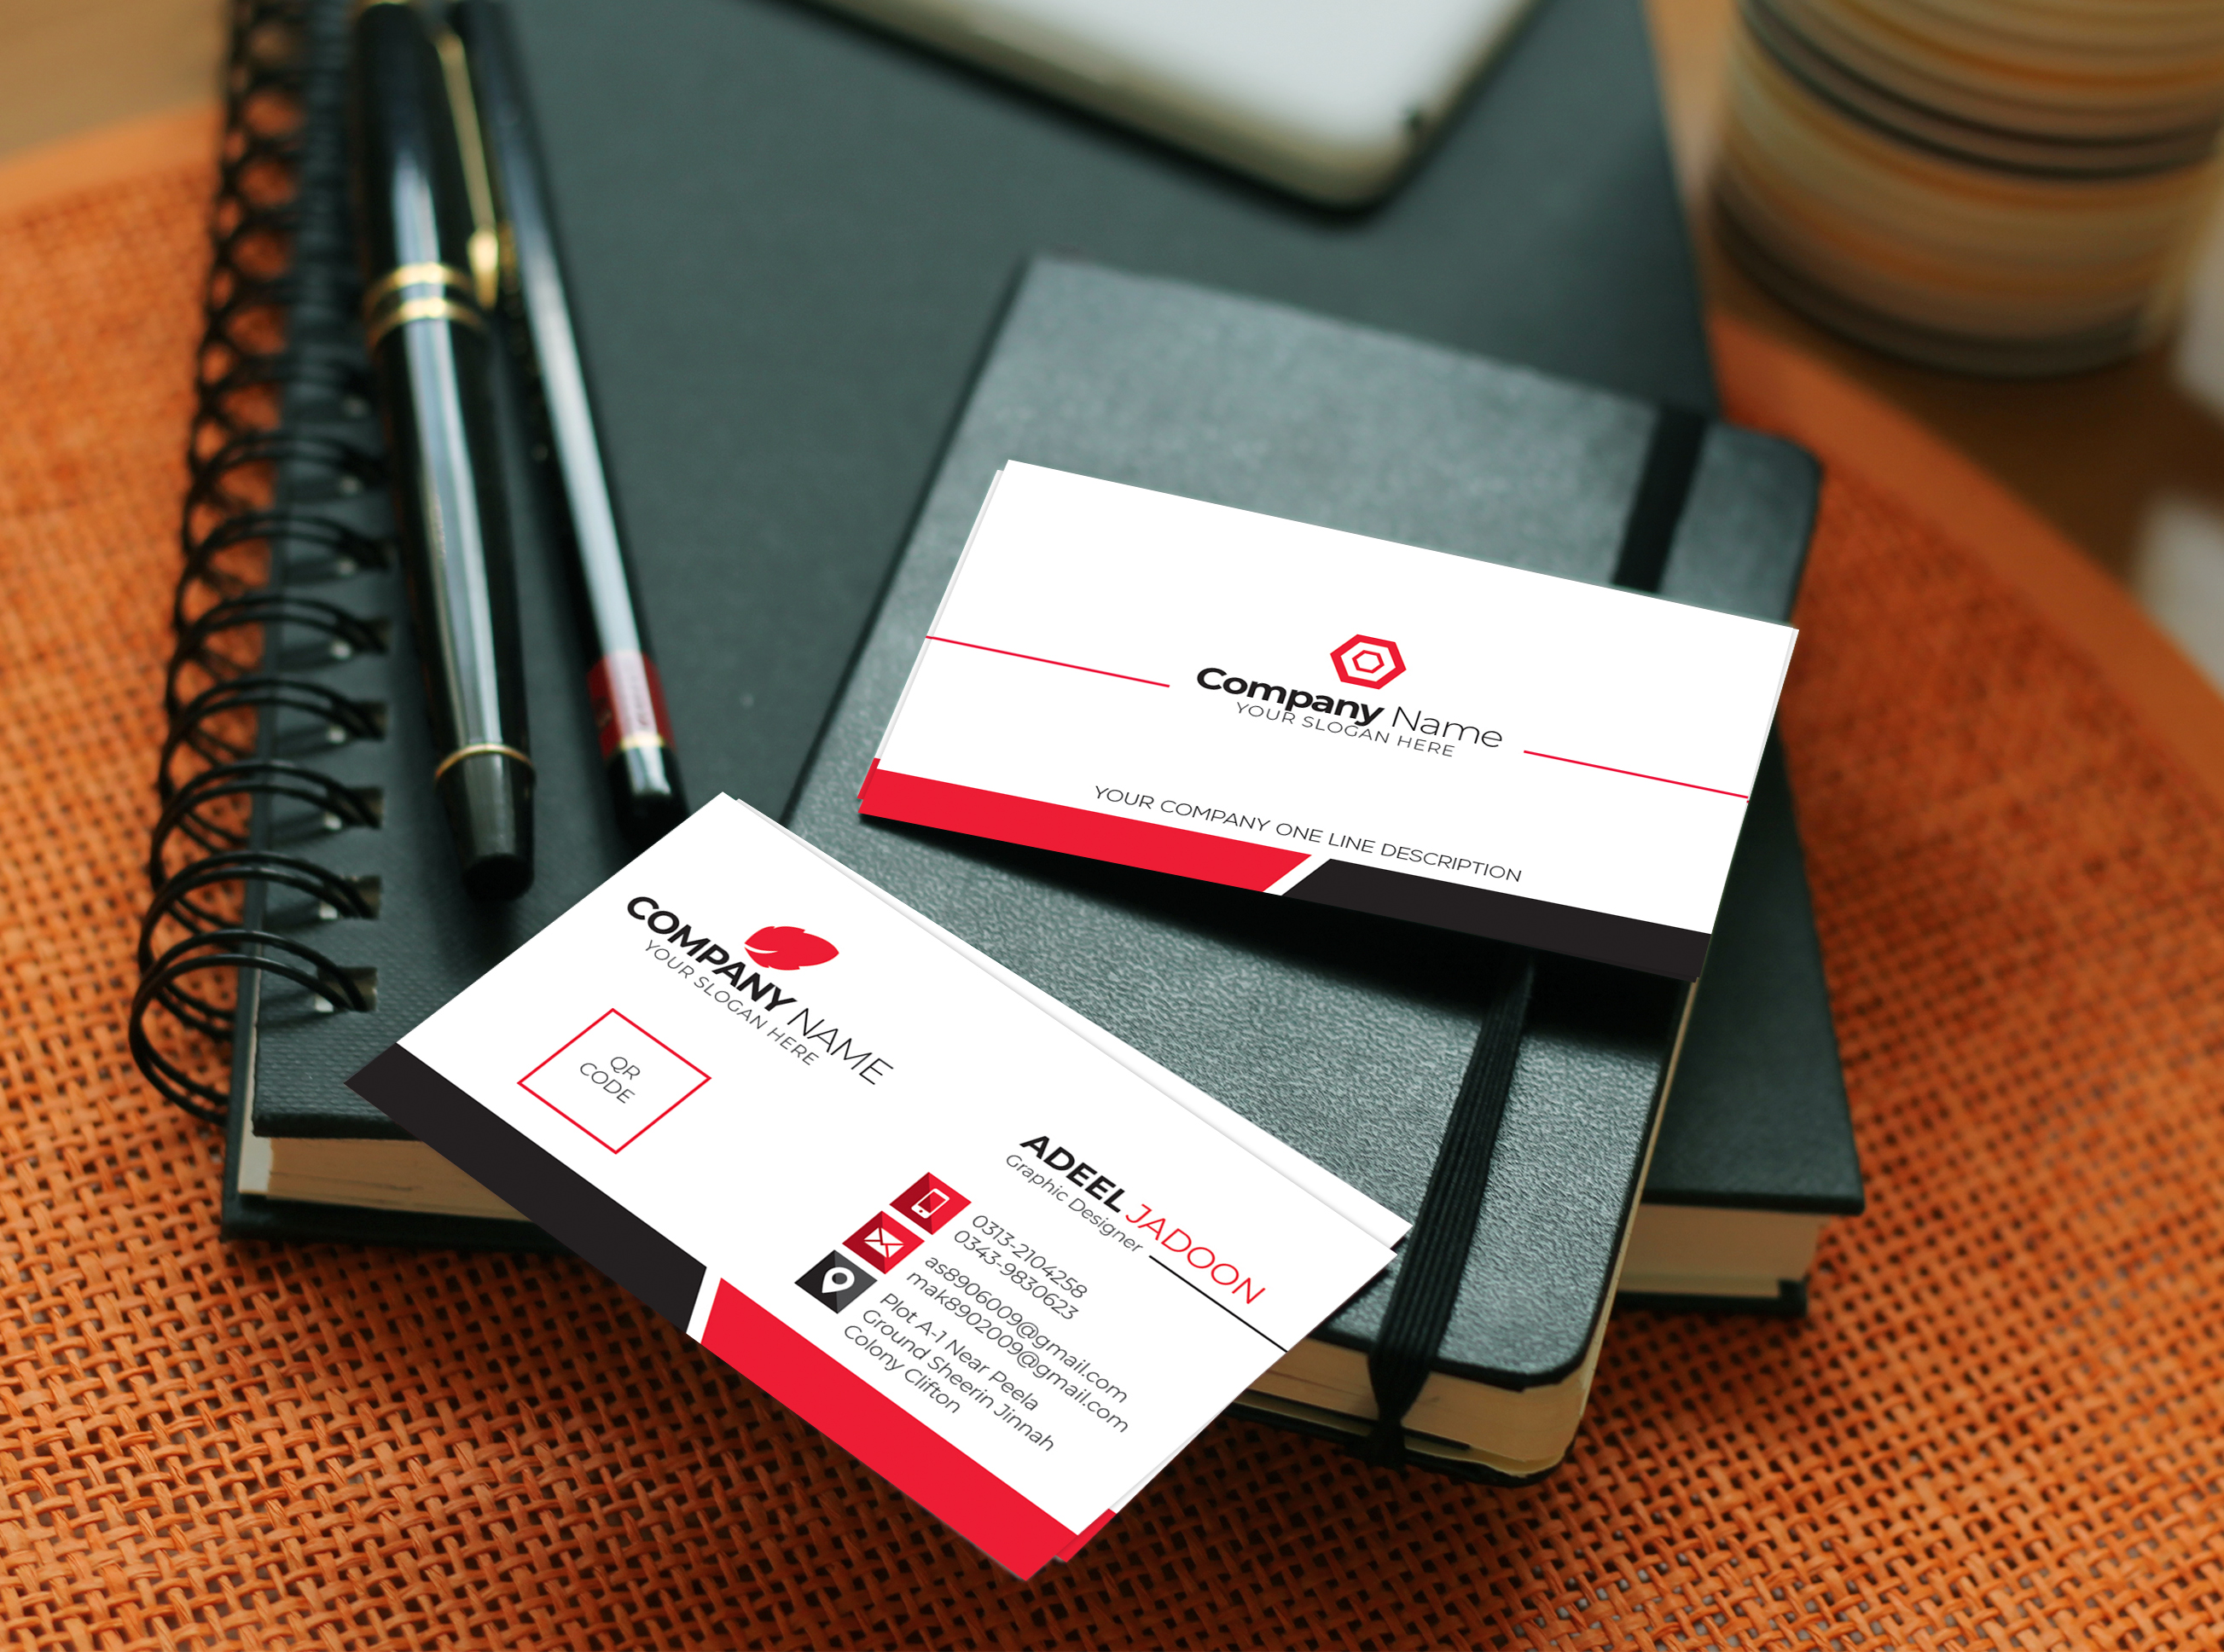 Company Name
YOUR SLOGAN HERE
YOUR COMPANY ONE LINE DESCRIPTION
COMPANY NAME
YOUR SLOGAN HERE
QR
CODE
ADEEL JADOON
Graphic Designer
0313-2104258
0343-9830623
as8906009@gmail.com
mak8902009@gmail.com
Plot A-1 Near Peela
Ground Sheerin Jinnah
Colony Clifton